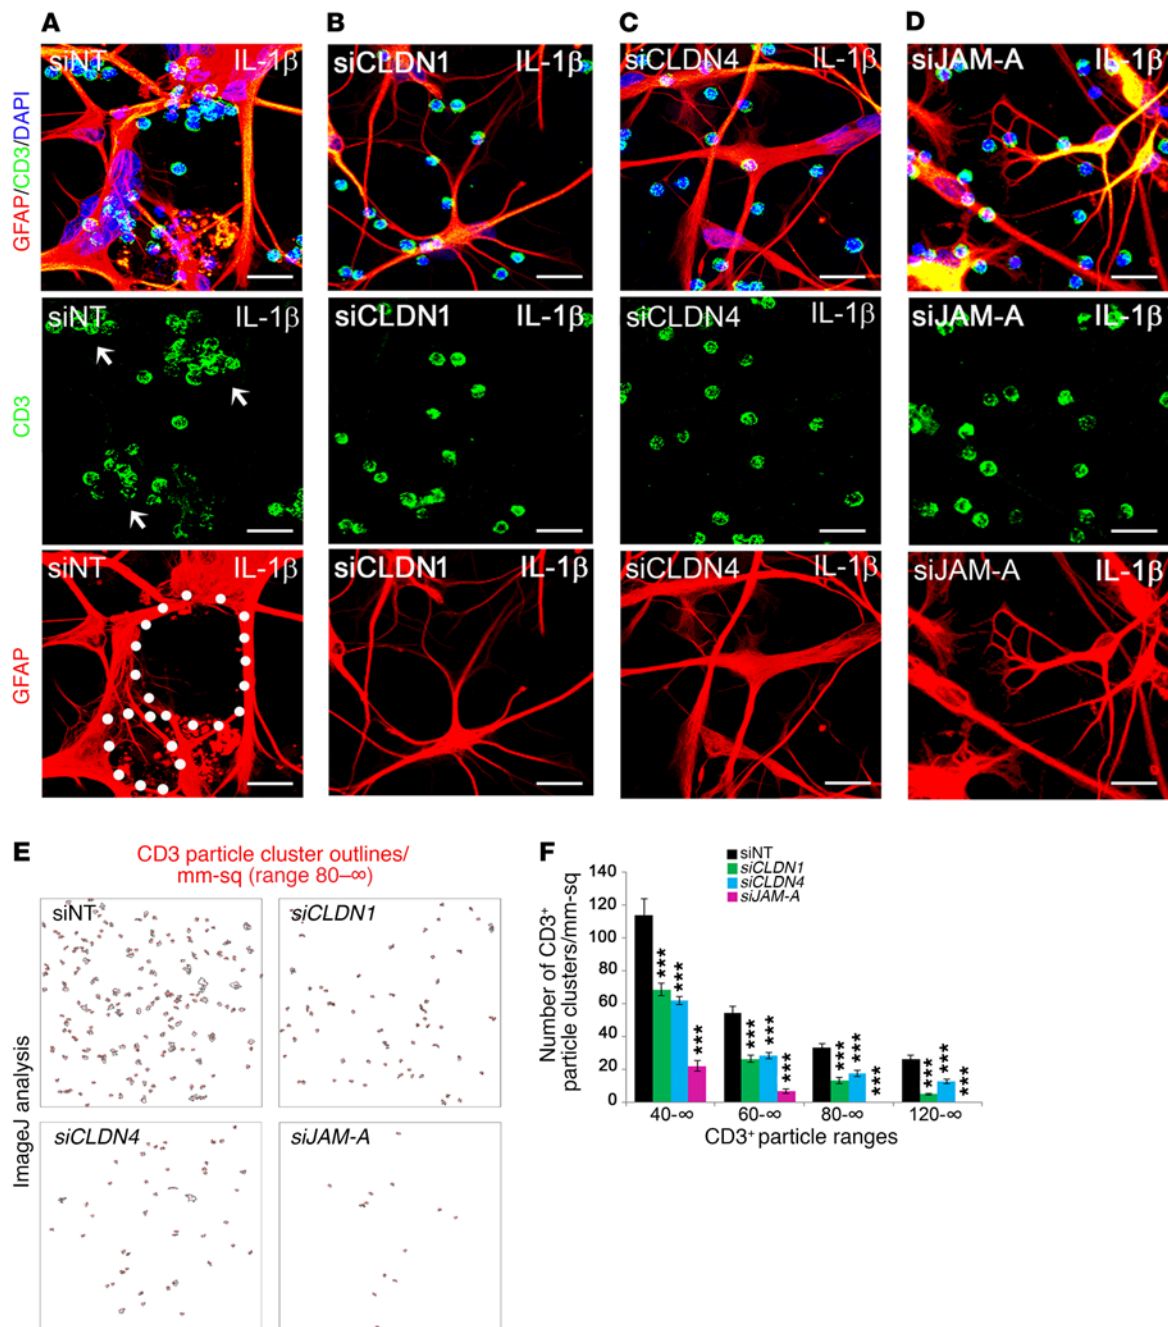 A
B
C
D
GFAP/CD3/DAPI
siNT IL-1β
siCLDN1 IL-1β
siCLDN4 IL-1β
siJAM-A IL-1β
CD3
siNT IL-1β
siCLDN1 IL-1β
siCLDN4 IL-1β
siJAM-A IL-1β
GFAP
siNT IL-1β
siCLDN1 IL-1β
siCLDN4 IL-1β
siJAM-A IL-1β
E
CD3 particle cluster outlines/
mm-sq (range 80–∞)
ImageJ analysis
siNT
siCLDN1
siCLDN4
siJAM-A
F
siNT
siCLDN1
siCLDN4
siJAM-A
Number of CD3⁺
particle clusters/mm-sq
140
120
100
80
60
40
20
0
*** *** ***
*** *** ***
*** *** ***
*** *** ***
40-∞ 60-∞ 80-∞ 120-∞
CD3⁺ particle ranges